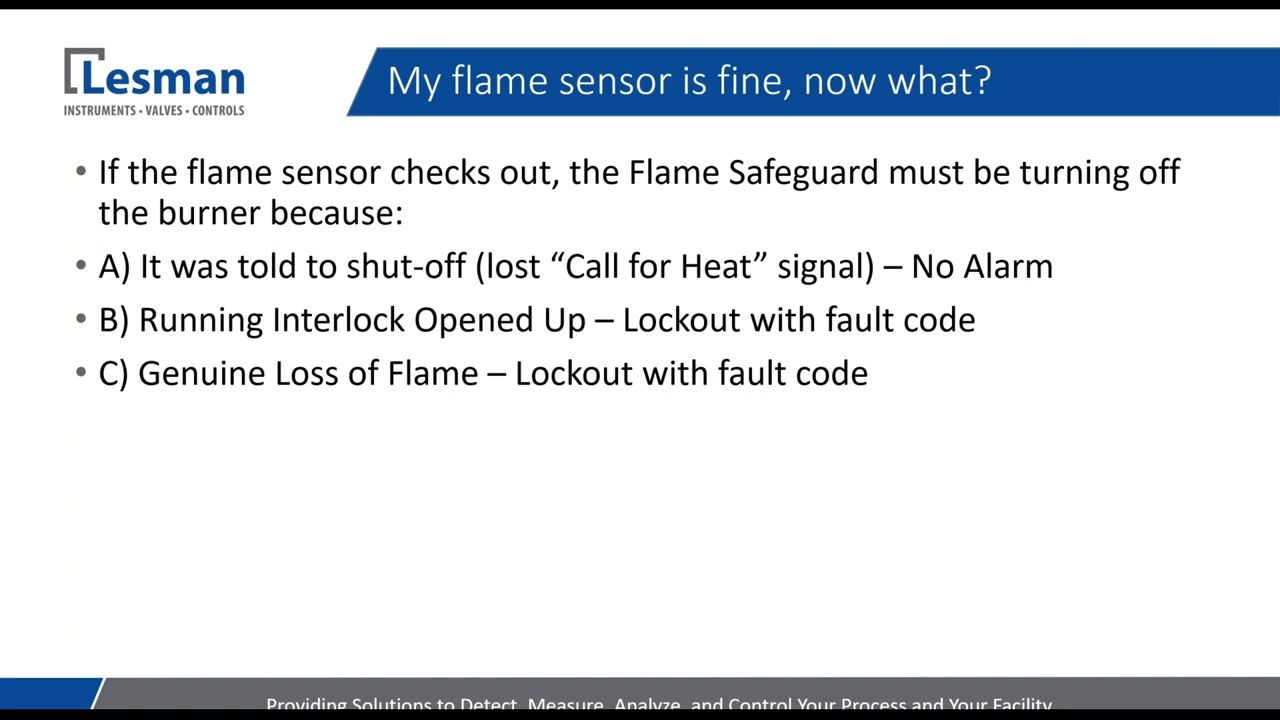 Lesman
INSTRUMENTS • VALVES • CONTROLS
My flame sensor is fine, now what?
• If the flame sensor checks out, the Flame Safeguard must be turning off
the burner because:
• A) It was told to shut-off (lost “Call for Heat” signal) – No Alarm
• B) Running Interlock Opened Up – Lockout with fault code
• C) Genuine Loss of Flame – Lockout with fault code
Providing Solutions to Detect, Measure, Analyze, and Control Your Process and Your Facility